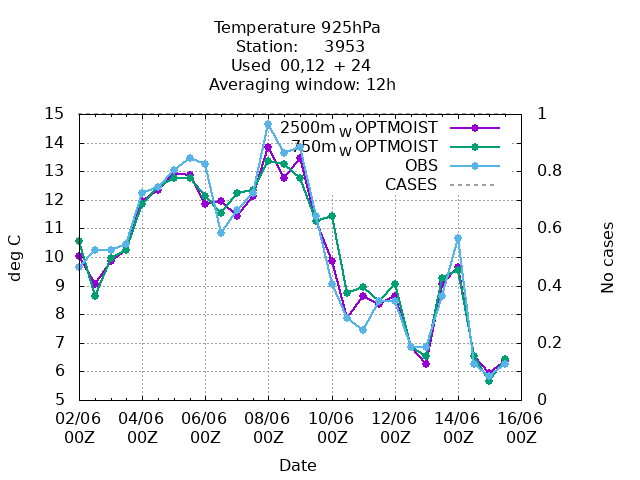 Temperature 925hPa
Station: 3953
Used 00,12 + 24
Averaging window: 12h
2500m W OPTMOIST
750m W OPTMOIST
OBS
CASES
15
14
13
12
11
10
9
8
7
6
5
deg C
1
0.8
0.6
0.4
0.2
0
No cases
02/06 04/06 06/06 08/06 10/06 12/06 14/06 16/06
00Z 00Z 00Z 00Z 00Z 00Z 00Z 00Z
Date